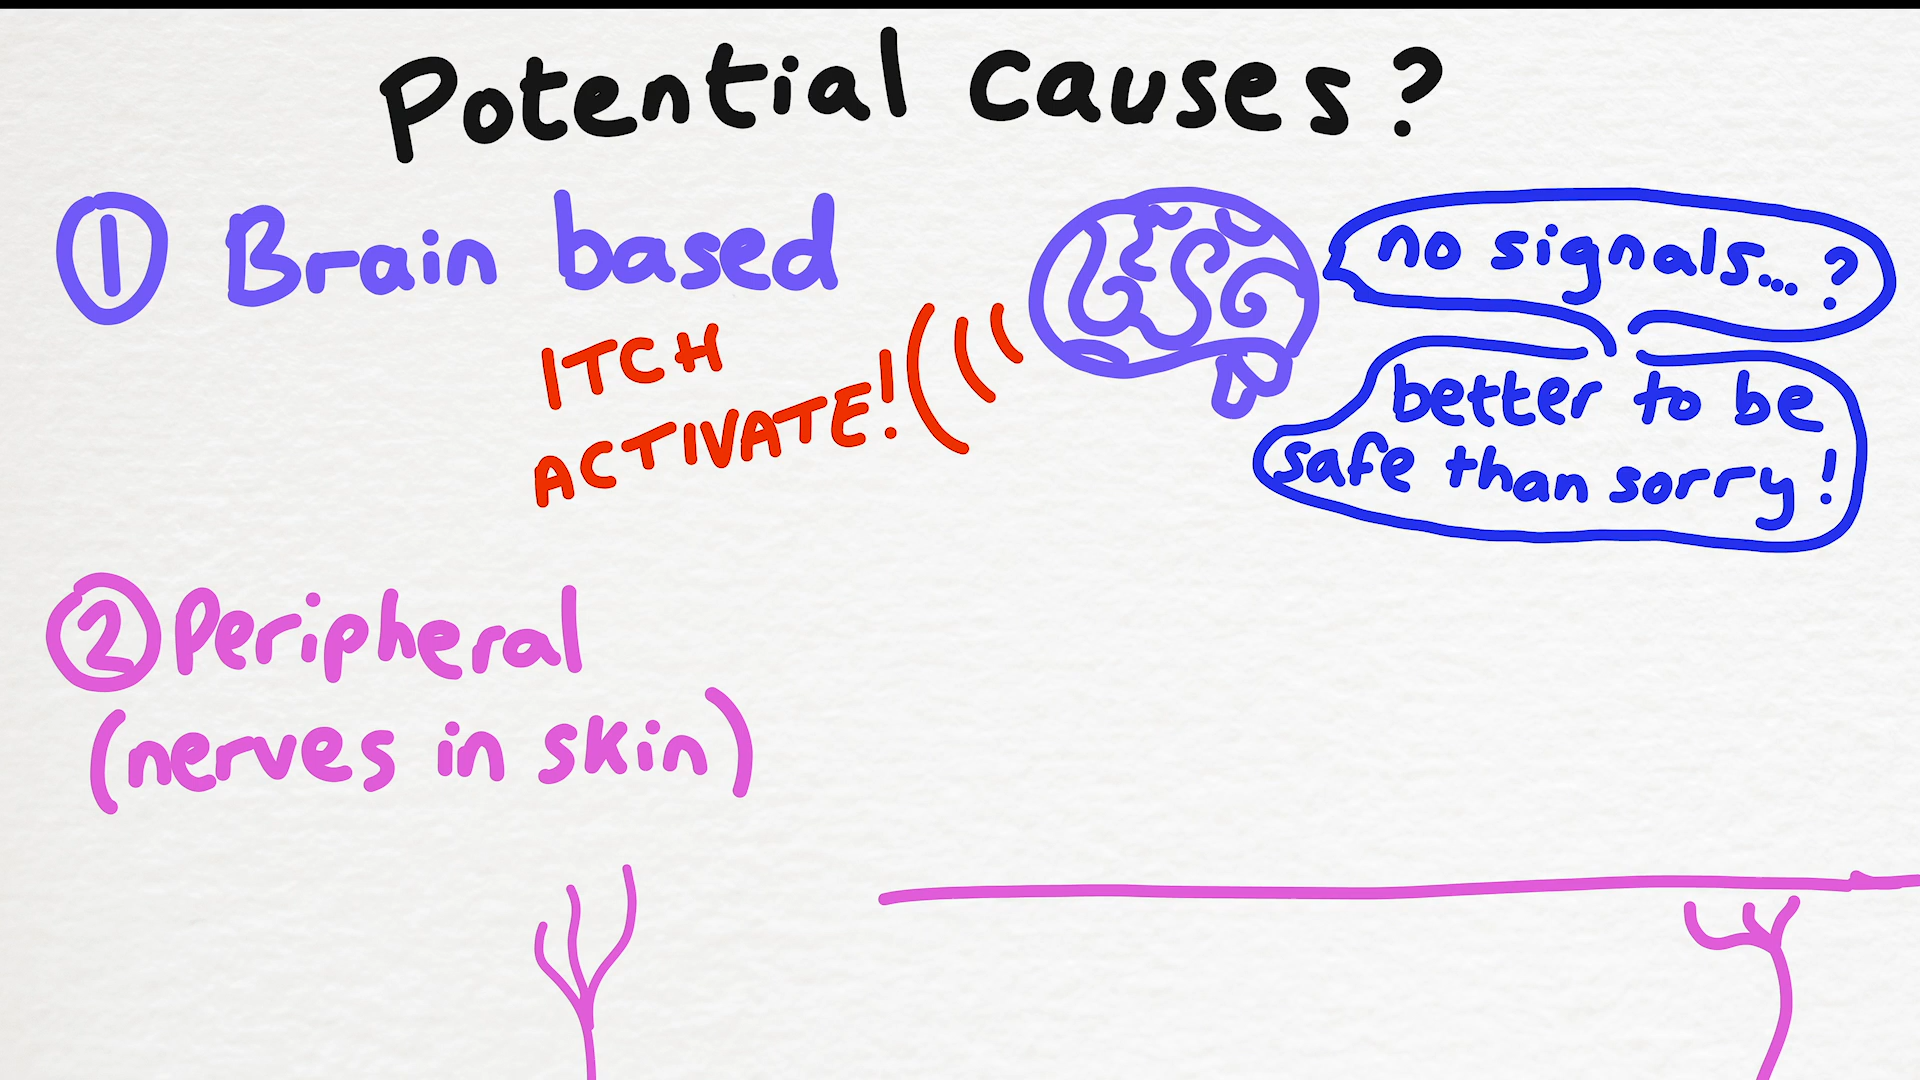 Potential causes?
① Brain based
ITCH
ACTIVATE!
no signals...?
better to be
safe than sorry!
② Peripheral
(nerves in skin)